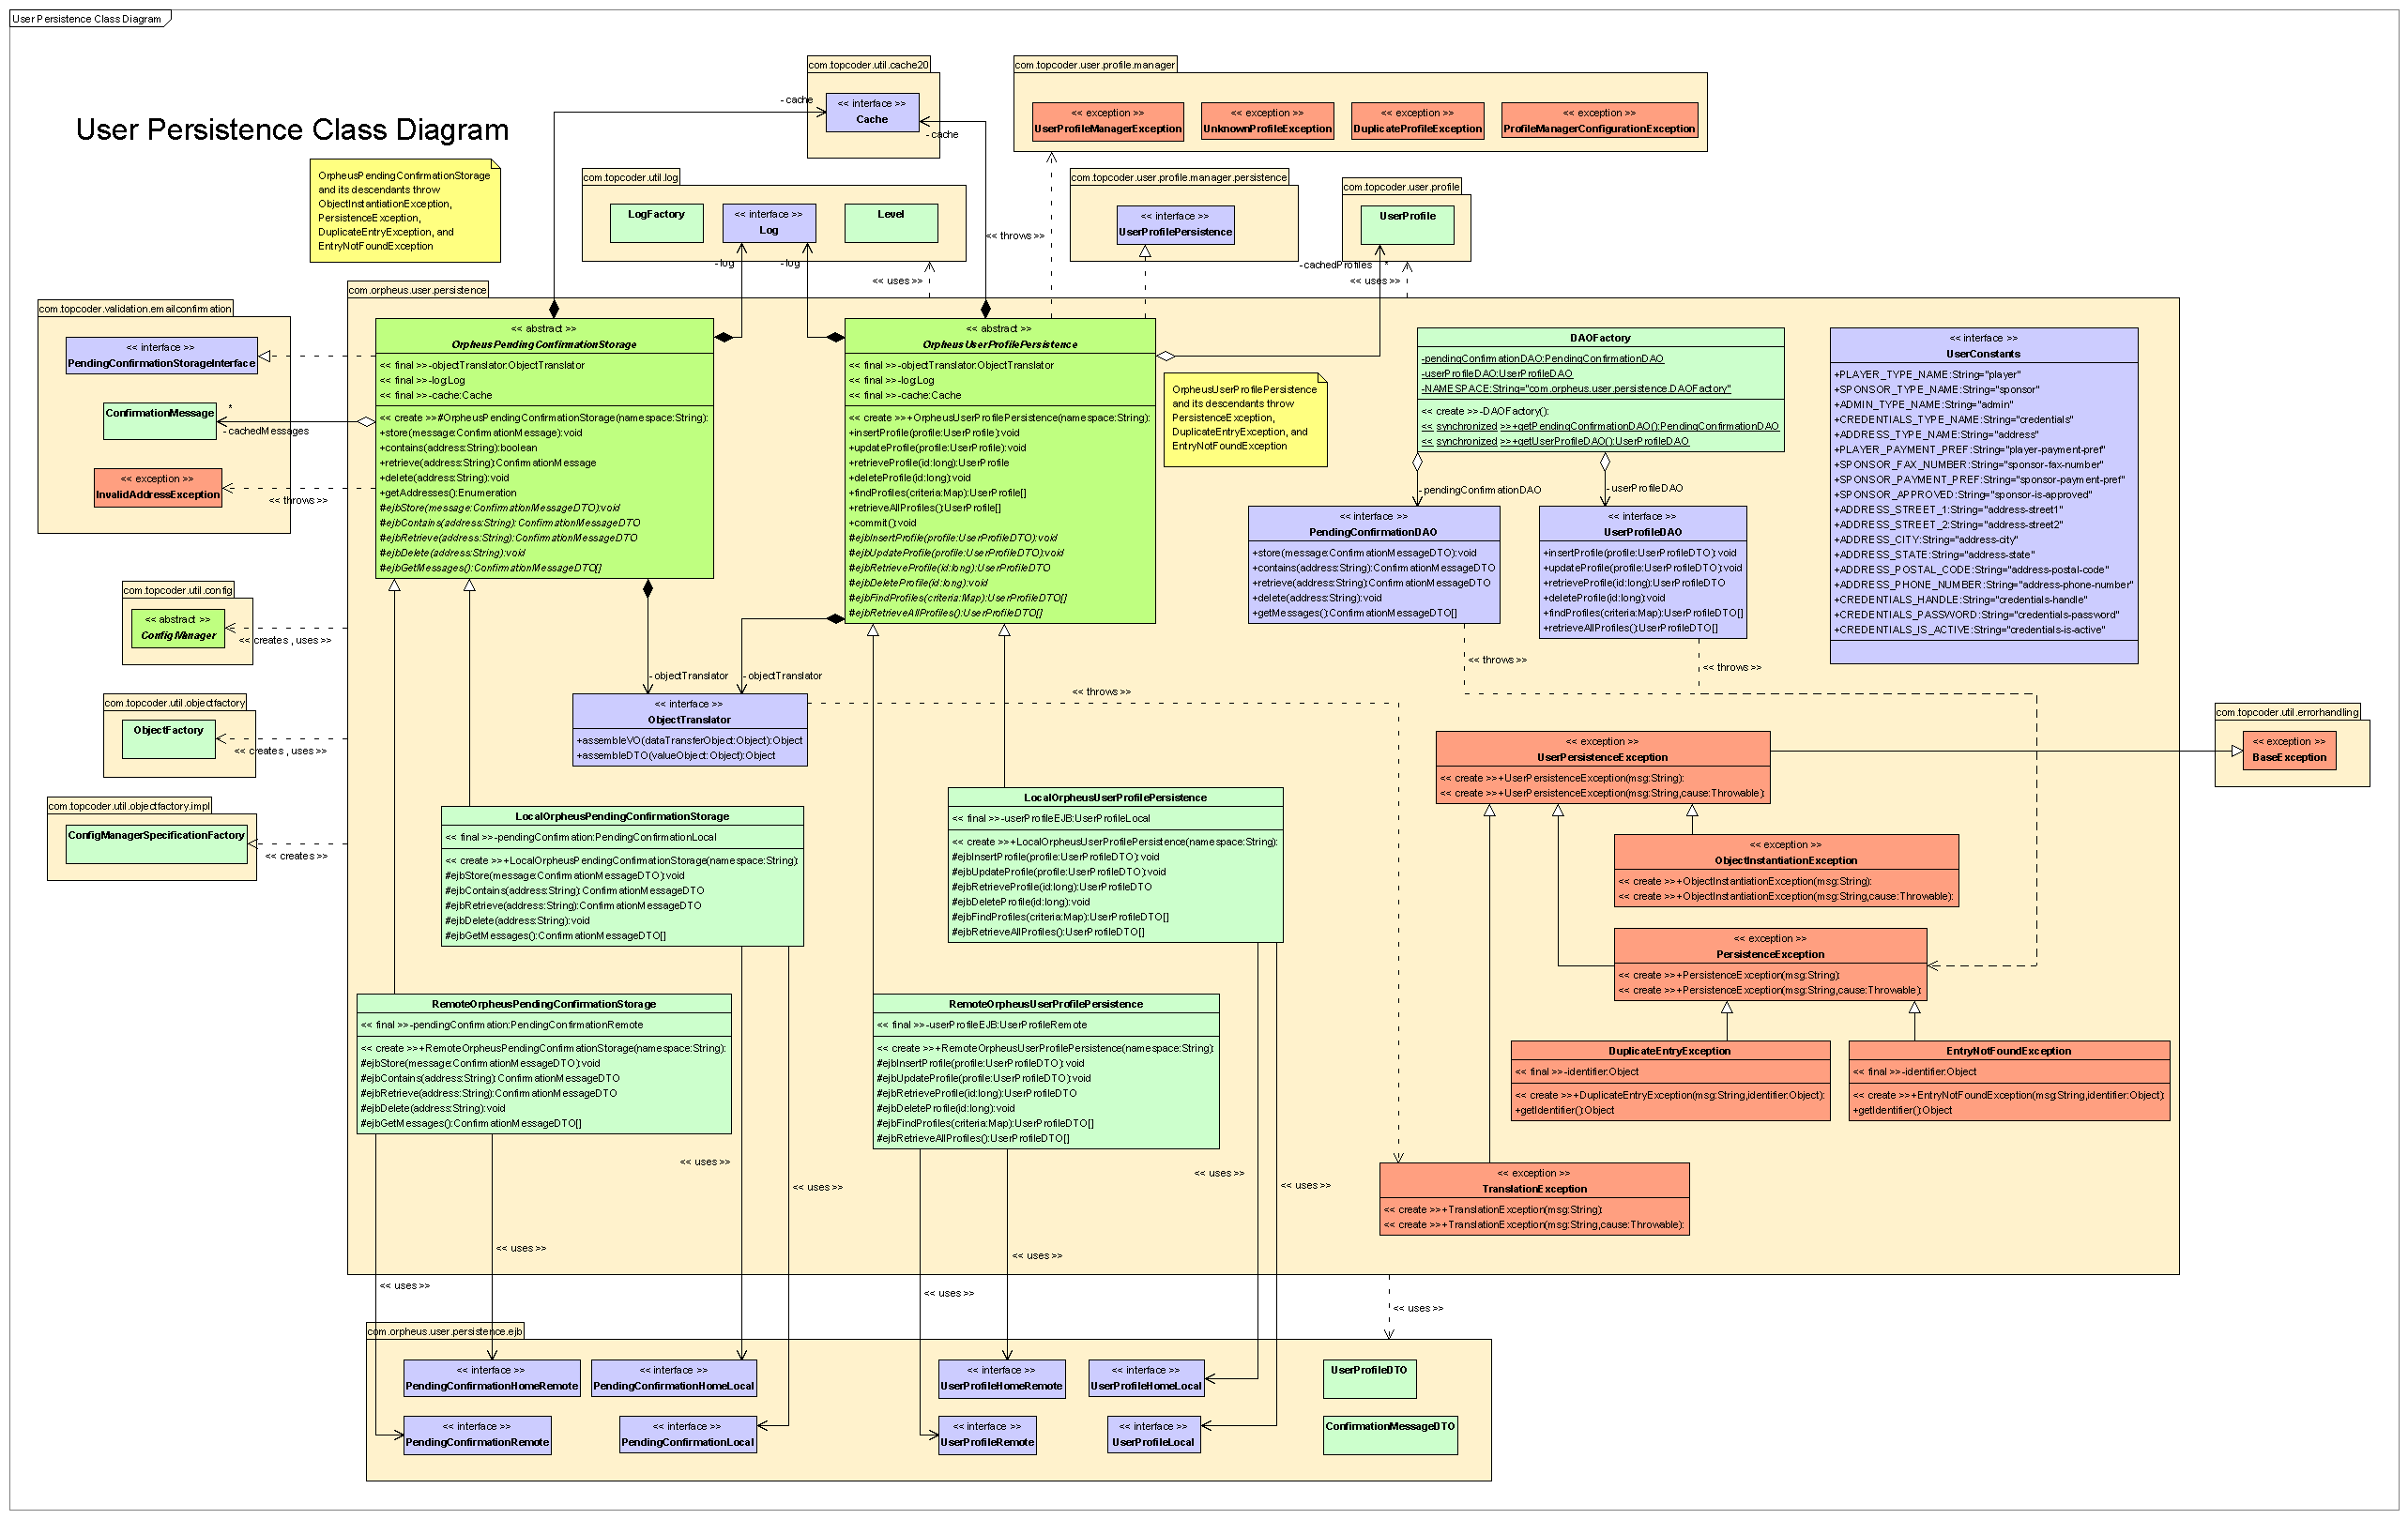 User Persistence Class Diagram
User Persistence Class Diagram
com.topcoder.util.cache20
- cache
<< interface >>
Cache
- cache
com.topcoder.user.profile.manager
<< exception >>
UserProfileManagerException
<< exception >>
UnknownProfileException
<< exception >>
DuplicateProfileException
<< exception >>
ProfileManagerConfigurationException
OrpheusPendingConfirmationStorage
and its descendants throw
ObjectInstantiationException,
PersistenceException,
DuplicateEntryException, and
EntryNotFoundException
com.topcoder.util.log
LogFactory
<< interface >>
Log
Level
- log
- log
<< uses >>
<< throws >>
com.topcoder.user.profile.manager.persistence
<< interface >>
UserProfilePersistence
com.topcoder.user.profile
UserProfile
- cachedProfiles
*
<< uses >>
com.topcoder.validation.emailconfirmation
<< interface >>
PendingConfirmationStorageInterface
ConfirmationMessage
*
- cachedMessages
<< exception >>
InvalidAddressException
<< throws >>
com.orpheus.user.persistence
<< abstract >>
OrpheusPendingConfirmationStorage
<< final >>-objectTranslator:ObjectTranslator
<< final >>-log:Log
<< final >>-cache:Cache
<< create >>#OrpheusPendingConfirmationStorage(namespace:String):
+store(message:ConfirmationMessage):void
+contains(address:String):boolean
+retrieve(address:String):ConfirmationMessage
+delete(address:String):void
+getAddresses():Enumeration
#ejbStore(message:ConfirmationMessageDTO):void
#ejbContains(address:String):ConfirmationMessageDTO
#ejbRetrieve(address:String):ConfirmationMessageDTO
#ejbDelete(address:String):void
#ejbGetMessages():ConfirmationMessageDTO[]
<< abstract >>
OrpheusUserProfilePersistence
<< final >>-objectTranslator:ObjectTranslator
<< final >>-log:Log
<< final >>-cache:Cache
<< create >>+OrpheusUserProfilePersistence(namespace:String):
+insertProfile(profile:UserProfile):void
+updateProfile(profile:UserProfile):void
+retrieveProfile(id:long):UserProfile
+deleteProfile(id:long):void
+findProfiles(criteria:Map):UserProfile[]
+retrieveAllProfiles():UserProfile[]
+commit():void
#ejbInsertProfile(profile:UserProfileDTO):void
#ejbUpdateProfile(profile:UserProfileDTO):void
#ejbRetrieveProfile(id:long):UserProfileDTO
#ejbDeleteProfile(id:long):void
#ejbFindProfiles(criteria:Map):UserProfileDTO[]
#ejbRetrieveAllProfiles():UserProfileDTO[]
OrpheusUserProfilePersistence
and its descendants throw
PersistenceException,
DuplicateEntryException, and
EntryNotFoundException
DAOFactory
-pendingConfirmationDAO:PendingConfirmationDAO
-userProfileDAO:UserProfileDAO
-NAMESPACE:String="com.orpheus.user.persistence.DAOFactory"
<< create >>-DAOFactory():
<< synchronized >>+getPendingConfirmationDAO():PendingConfirmationDAO
<< synchronized >>+getUserProfileDAO():UserProfileDAO
- pendingConfirmationDAO
- userProfileDAO
<< interface >>
PendingConfirmationDAO
+store(message:ConfirmationMessageDTO):void
+contains(address:String):ConfirmationMessageDTO
+retrieve(address:String):ConfirmationMessageDTO
+delete(address:String):void
+getMessages():ConfirmationMessageDTO[]
<< interface >>
UserProfileDAO
+insertProfile(profile:UserProfileDTO):void
+updateProfile(profile:UserProfileDTO):void
+retrieveProfile(id:long):UserProfileDTO
+deleteProfile(id:long):void
+findProfiles(criteria:Map):UserProfileDTO[]
+retrieveAllProfiles():UserProfileDTO[]
<< interface >>
UserConstants
+PLAYER_TYPE_NAME:String="player"
+SPONSOR_TYPE_NAME:String="sponsor"
+ADMIN_TYPE_NAME:String="admin"
+CREDENTIALS_TYPE_NAME:String="credentials"
+ADDRESS_TYPE_NAME:String="address"
+PLAYER_PAYMENT_PREF:String="player-payment-pref"
+SPONSOR_FAX_NUMBER:String="sponsor-fax-number"
+SPONSOR_PAYMENT_PREF:String="sponsor-payment-pref"
+SPONSOR_APPROVED:String="sponsor-is-approved"
+ADDRESS_STREET_1:String="address-street1"
+ADDRESS_STREET_2:String="address-street2"
+ADDRESS_CITY:String="address-city"
+ADDRESS_STATE:String="address-state"
+ADDRESS_POSTAL_CODE:String="address-postal-code"
+ADDRESS_PHONE_NUMBER:String="address-phone-number"
+CREDENTIALS_HANDLE:String="credentials-handle"
+CREDENTIALS_PASSWORD:String="credentials-password"
+CREDENTIALS_IS_ACTIVE:String="credentials-is-active"
<< throws >>
<< throws >>
com.topcoder.util.config
<< abstract >>
ConfigManager
<< creates , uses >>
com.topcoder.util.objectfactory
ObjectFactory
<< creates , uses >>
com.topcoder.util.objectfactory.impl
ConfigManagerSpecificationFactory
<< creates >>
- objectTranslator
- objectTranslator
<< interface >>
ObjectTranslator
+assembleVO(dataTransferObject:Object):Object
+assembleDTO(valueObject:Object):Object
<< throws >>
com.topcoder.util.errorhandling
<< exception >>
BaseException
<< exception >>
UserPersistenceException
<< create >>+UserPersistenceException(msg:String):
<< create >>+UserPersistenceException(msg:String,cause:Throwable):
<< exception >>
ObjectInstantiationException
<< create >>+ObjectInstantiationException(msg:String):
<< create >>+ObjectInstantiationException(msg:String,cause:Throwable):
<< exception >>
PersistenceException
<< create >>+PersistenceException(msg:String):
<< create >>+PersistenceException(msg:String,cause:Throwable):
DuplicateEntryException
<< final >>-identifier:Object
<< create >>+DuplicateEntryException(msg:String,identifier:Object):
+getIdentifier():Object
EntryNotFoundException
<< final >>-identifier:Object
<< create >>+EntryNotFoundException(msg:String,identifier:Object):
+getIdentifier():Object
<< exception >>
TranslationException
<< create >>+TranslationException(msg:String):
<< create >>+TranslationException(msg:String,cause:Throwable):
LocalOrpheusPendingConfirmationStorage
<< final >>-pendingConfirmation:PendingConfirmationLocal
<< create >>+LocalOrpheusPendingConfirmationStorage(namespace:String):
#ejbStore(message:ConfirmationMessageDTO):void
#ejbContains(address:String):ConfirmationMessageDTO
#ejbRetrieve(address:String):ConfirmationMessageDTO
#ejbDelete(address:String):void
#ejbGetMessages():ConfirmationMessageDTO[]
LocalOrpheusUserProfilePersistence
<< final >>-userProfileEJB:UserProfileLocal
<< create >>+LocalOrpheusUserProfilePersistence(namespace:String):
#ejbInsertProfile(profile:UserProfileDTO):void
#ejbUpdateProfile(profile:UserProfileDTO):void
#ejbRetrieveProfile(id:long):UserProfileDTO
#ejbDeleteProfile(id:long):void
#ejbFindProfiles(criteria:Map):UserProfileDTO[]
#ejbRetrieveAllProfiles():UserProfileDTO[]
RemoteOrpheusPendingConfirmationStorage
<< final >>-pendingConfirmation:PendingConfirmationRemote
<< create >>+RemoteOrpheusPendingConfirmationStorage(namespace:String):
#ejbStore(message:ConfirmationMessageDTO):void
#ejbContains(address:String):ConfirmationMessageDTO
#ejbRetrieve(address:String):ConfirmationMessageDTO
#ejbDelete(address:String):void
#ejbGetMessages():ConfirmationMessageDTO[]
RemoteOrpheusUserProfilePersistence
<< final >>-userProfileEJB:UserProfileRemote
<< create >>+RemoteOrpheusUserProfilePersistence(namespace:String):
#ejbInsertProfile(profile:UserProfileDTO):void
#ejbUpdateProfile(profile:UserProfileDTO):void
#ejbRetrieveProfile(id:long):UserProfileDTO
#ejbDeleteProfile(id:long):void
#ejbFindProfiles(criteria:Map):UserProfileDTO[]
#ejbRetrieveAllProfiles():UserProfileDTO[]
<< uses >>
<< uses >>
<< uses >>
<< uses >>
<< uses >>
<< uses >>
<< uses >>
<< uses >>
<< uses >>
com.orpheus.user.persistence.ejb
<< interface >>
PendingConfirmationHomeRemote
<< interface >>
PendingConfirmationHomeLocal
<< interface >>
UserProfileHomeRemote
<< interface >>
UserProfileHomeLocal
UserProfileDTO
<< interface >>
PendingConfirmationRemote
<< interface >>
PendingConfirmationLocal
<< interface >>
UserProfileRemote
<< interface >>
UserProfileLocal
ConfirmationMessageDTO